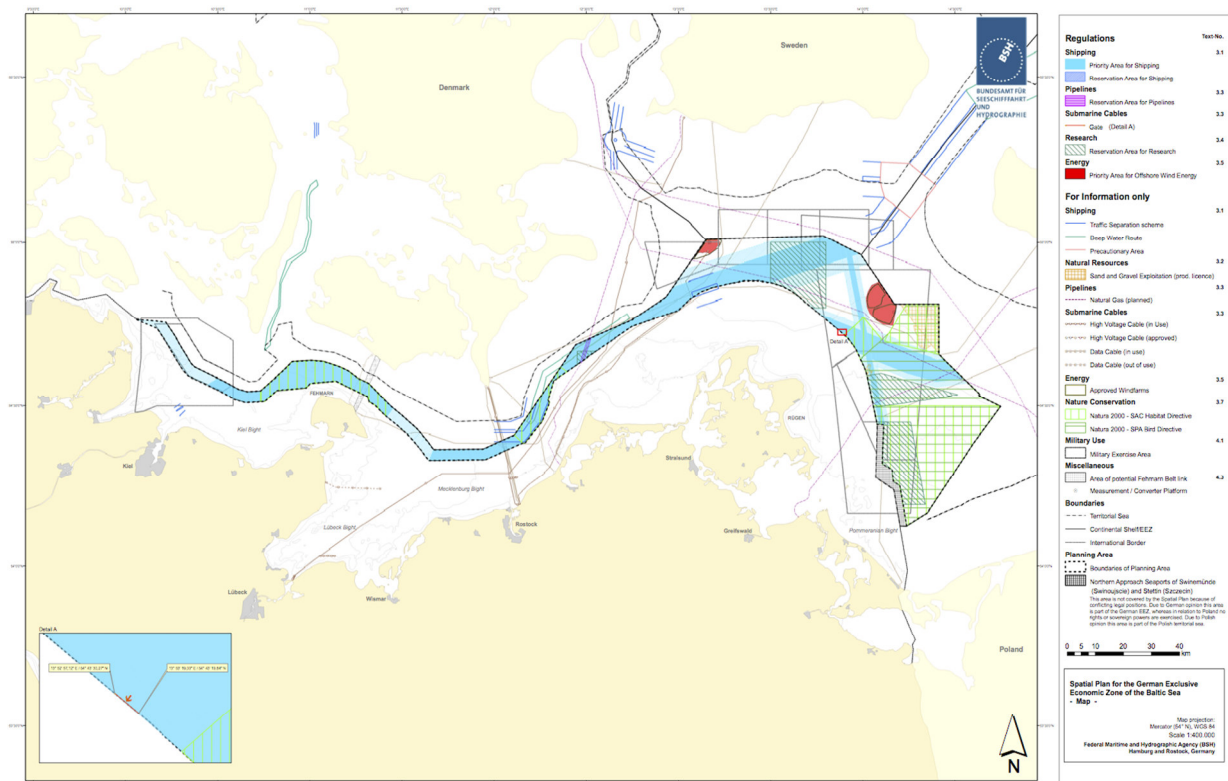 Sweden
Denmark
BSH
BUNDESAMT FÜR
SEESCHIFFFAHRT
UND
HYDROGRAPHIE
Detail A
FEHMARN
Kiel Bight
Kiel
RÜGEN
Stralsund
Mecklenburg Bight
Rostock
Lübeck Bight
Greifswald
Pommeranian Bight
Lübeck
Wismar
Poland
Detail A
N
Regulations Text-No.
Shipping 3.1
Priority Area for Shipping
Reservation Area for Shipping
Pipelines 3.3
Reservation Area for Pipelines
Submarine Cables 3.3
Gate (Detail A)
Research 3.4
Reservation Area for Research
Energy 3.5
Priority Area for Offshore Wind Energy
For Information only
Shipping 3.1
Traffic Separation scheme
Deep Water Route
Precautionary Area
Natural Resources 3.2
Sand and Gravel Exploitation (prod. licence)
Pipelines 3.3
Natural Gas (planned)
Submarine Cables 3.3
High Voltage Cable (in Use)
High Voltage Cable (approved)
Data Cable (in use)
Data Cable (out of use)
Energy 3.5
Approved Windfarms
Nature Conservation 3.7
Natura 2000 - SAC Habitat Directive
Natura 2000 - SPA Bird Directive
Military Use 4.1
Military Exercise Area
Miscellaneous
Area of potential Fehmarn Belt link 4.3
Measurement / Converter Platform
Boundaries
Territorial Sea
Continental Shelf/EEZ
International Border
Planning Area
Boundaries of Planning Area
Northern Approach Seaports of Swinemünde
(Swinoujscie) and Stettin (Szczecin)
This area is not covered by the Spatial Plan because of
conflicting legal positions. Due to German opinion this area
is part of the German EEZ, whereas in relation to Poland no
rights or sovereign powers are exercised. Due to Polish
opinion this area is part of the Polish territorial sea.
0 5 10 20 30 40
km
Spatial Plan for the German Exclusive
Economic Zone of the Baltic Sea
- Map -
Map projection:
Mercator (54° N), WGS 84
Scale 1:400.000
Federal Maritime and Hydrographic Agency (BSH)
Hamburg and Rostock, Germany